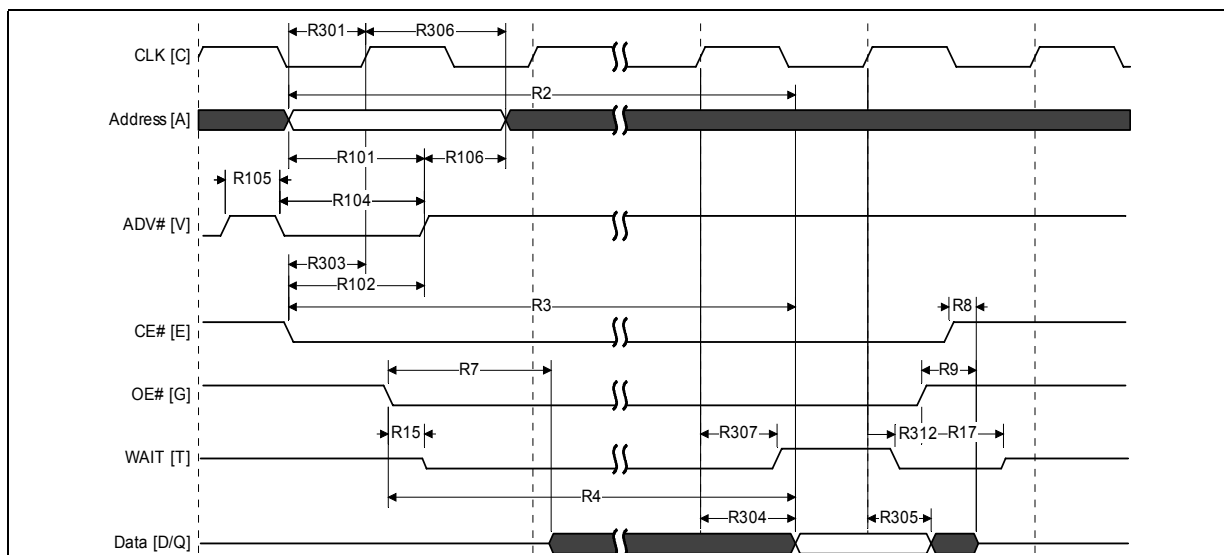 R301 R306
CLK [C]
R2
Address [A]
R101 R106
R105
R104
ADV# [V]
R303
R102
R3
R8
CE# [E]
R7 R9
OE# [G]
R15 R307 R312 R17
WAIT [T]
R4
R304 R305
Data [D/Q]